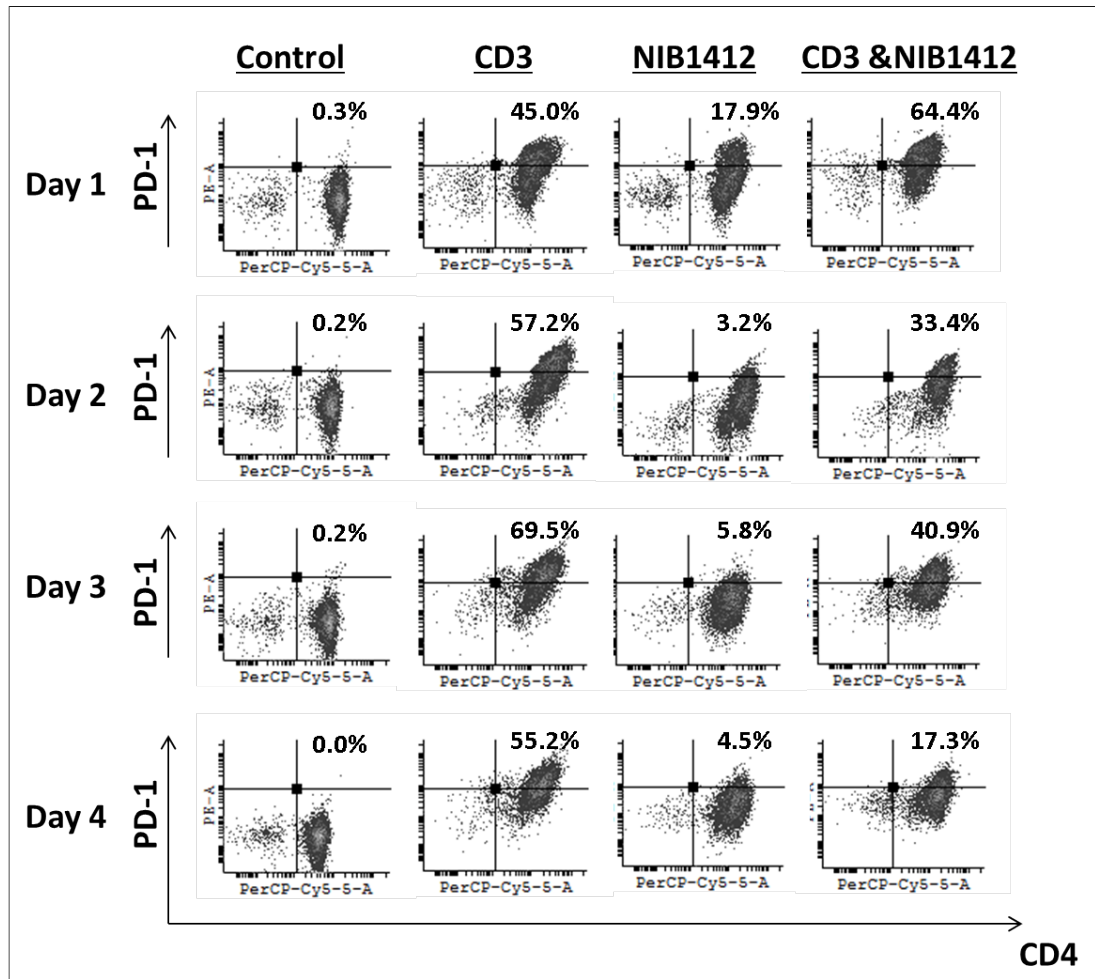 Control CD3 NIB1412 CD3 &NIB1412
Day 1 PD-1 PE-A 0.3% 45.0% 17.9% 64.4%
PerCP-Cy5-5-A PerCP-Cy5-5-A PerCP-Cy5-5-A PerCP-Cy5-5-A
Day 2 PD-1 PE-A 0.2% 57.2% 3.2% 33.4%
PerCP-Cy5-5-A PerCP-Cy5-5-A PerCP-Cy5-5-A PerCP-Cy5-5-A
Day 3 PD-1 PE-A 0.2% 69.5% 5.8% 40.9%
PerCP-Cy5-5-A PerCP-Cy5-5-A PerCP-Cy5-5-A PerCP-Cy5-5-A
Day 4 PD-1 PE-A 0.0% 55.2% 4.5% 17.3%
PerCP-Cy5-5-A PerCP-Cy5-5-A PerCP-Cy5-5-A PerCP-Cy5-5-A
CD4